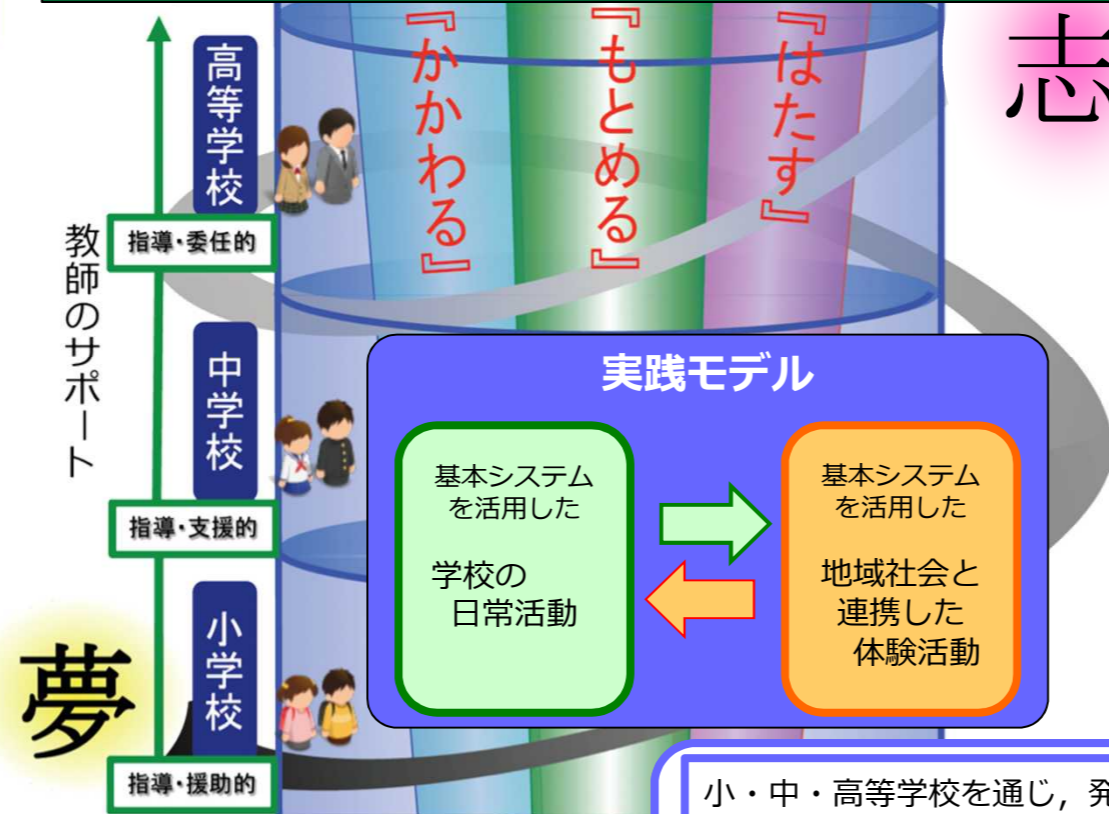 『かかわる』
『もとめる』
『はたす』
志
高等学校
指導・委任的
教師のサポート
中学校
指導・支援的
小学校
夢
指導・援助的
実践モデル
基本システム
を活用した
学校の
日常活動
基本システム
を活用した
地域社会と
連携した
体験活動
小・中・高等学校を通じ，発